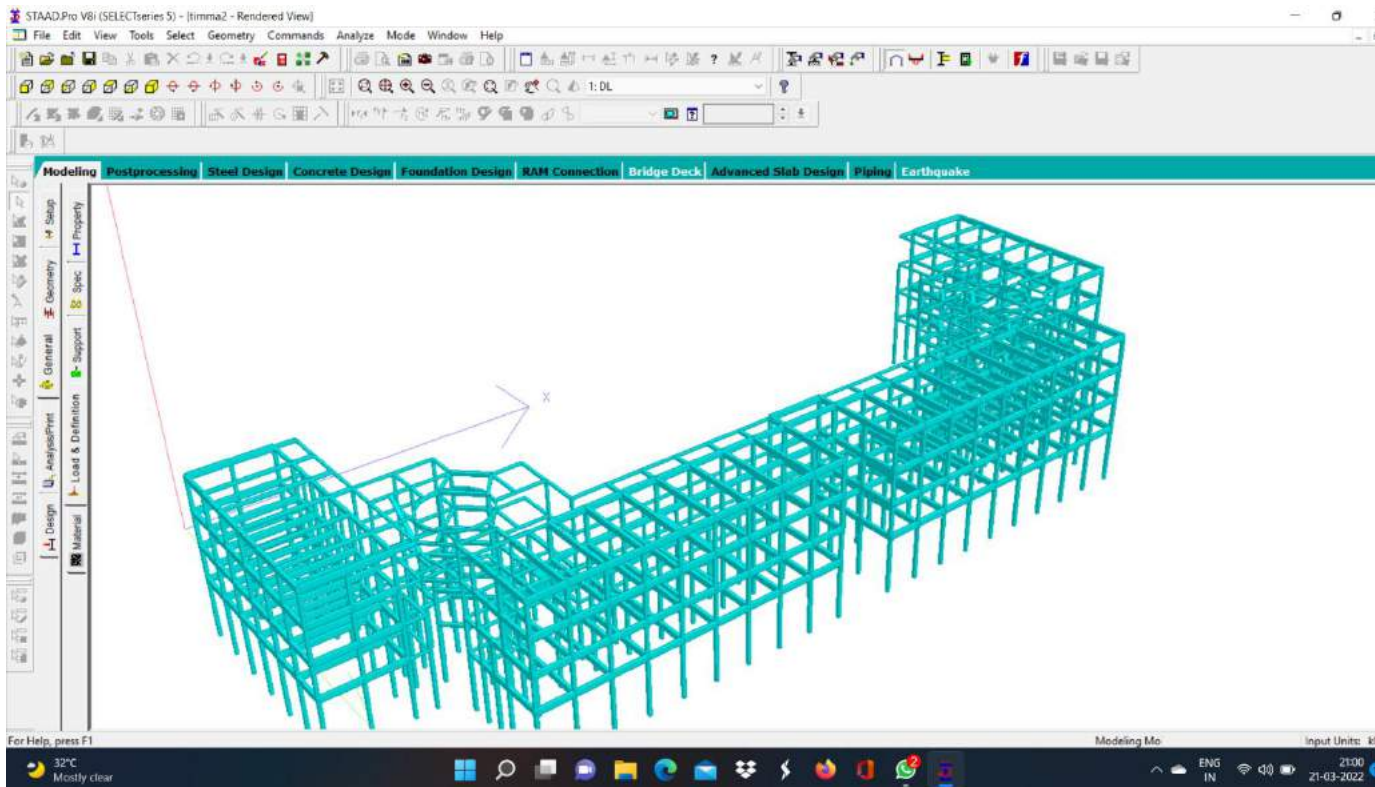 STAAD.Pro V8i (SELECTseries 5) - [timma2 - Rendered View]
File Edit View Tools Select Geometry Commands Analyze Mode Window Help
1: DL
Modeling Postprocessing Steel Design Concrete Design Foundation Design RAM Connection Bridge Deck Advanced Slab Design Piping Earthquake
Setup
Geometry
General
Analysis/Print
Design
Property
Spec
Support
Load & Definition
Material
X
For Help, press F1
Modeling Mo
Input Units:
32°C
Mostly clear
2
ENG
IN
21:00
21-03-2022